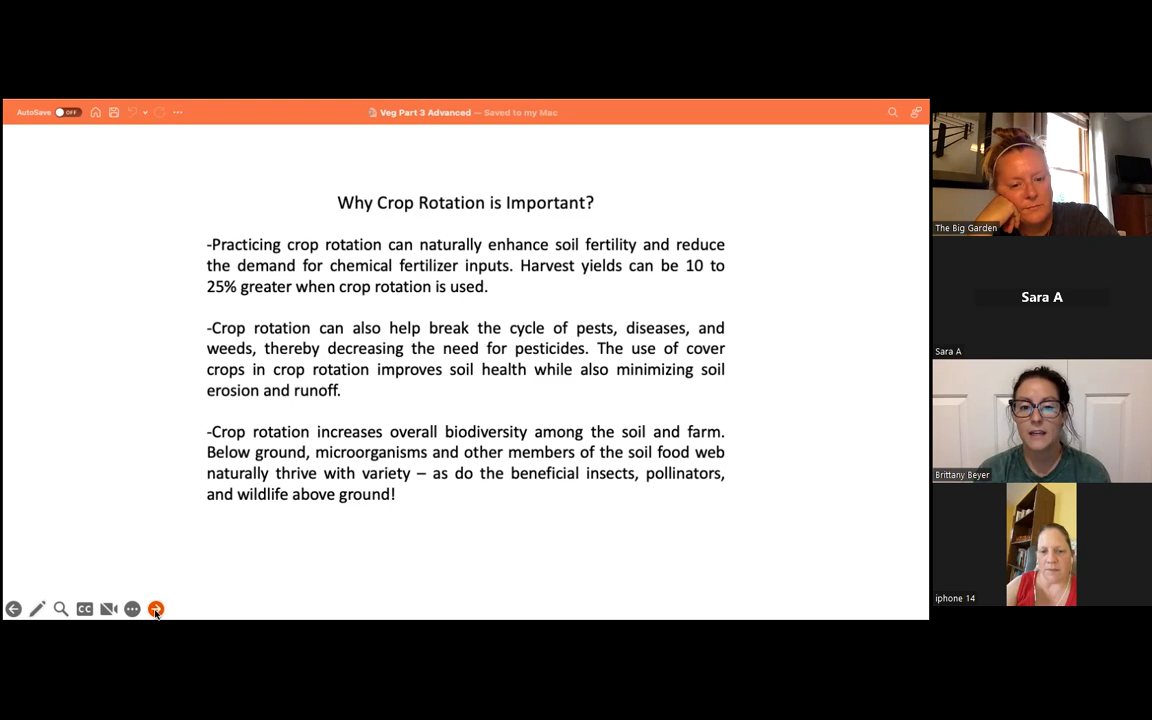 AutoSave OFF
Veg Part 3 Advanced — Saved to my Mac
Why Crop Rotation is Important?
-Practicing crop rotation can naturally enhance soil fertility and reduce
the demand for chemical fertilizer inputs. Harvest yields can be 10 to
25% greater when crop rotation is used.
-Crop rotation can also help break the cycle of pests, diseases, and
weeds, thereby decreasing the need for pesticides. The use of cover
crops in crop rotation improves soil health while also minimizing soil
erosion and runoff.
-Crop rotation increases overall biodiversity among the soil and farm.
Below ground, microorganisms and other members of the soil food web
naturally thrive with variety – as do the beneficial insects, pollinators,
and wildlife above ground!
CC
The Big Garden
Sara A
Sara A
Brittany Beyer
iphone 14